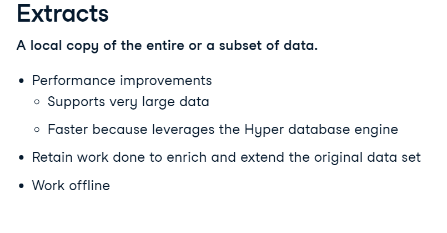 Extracts
A local copy of the entire or a subset of data.
• Performance improvements
○ Supports very large data
○ Faster because leverages the Hyper database engine
• Retain work done to enrich and extend the original data set
• Work offline